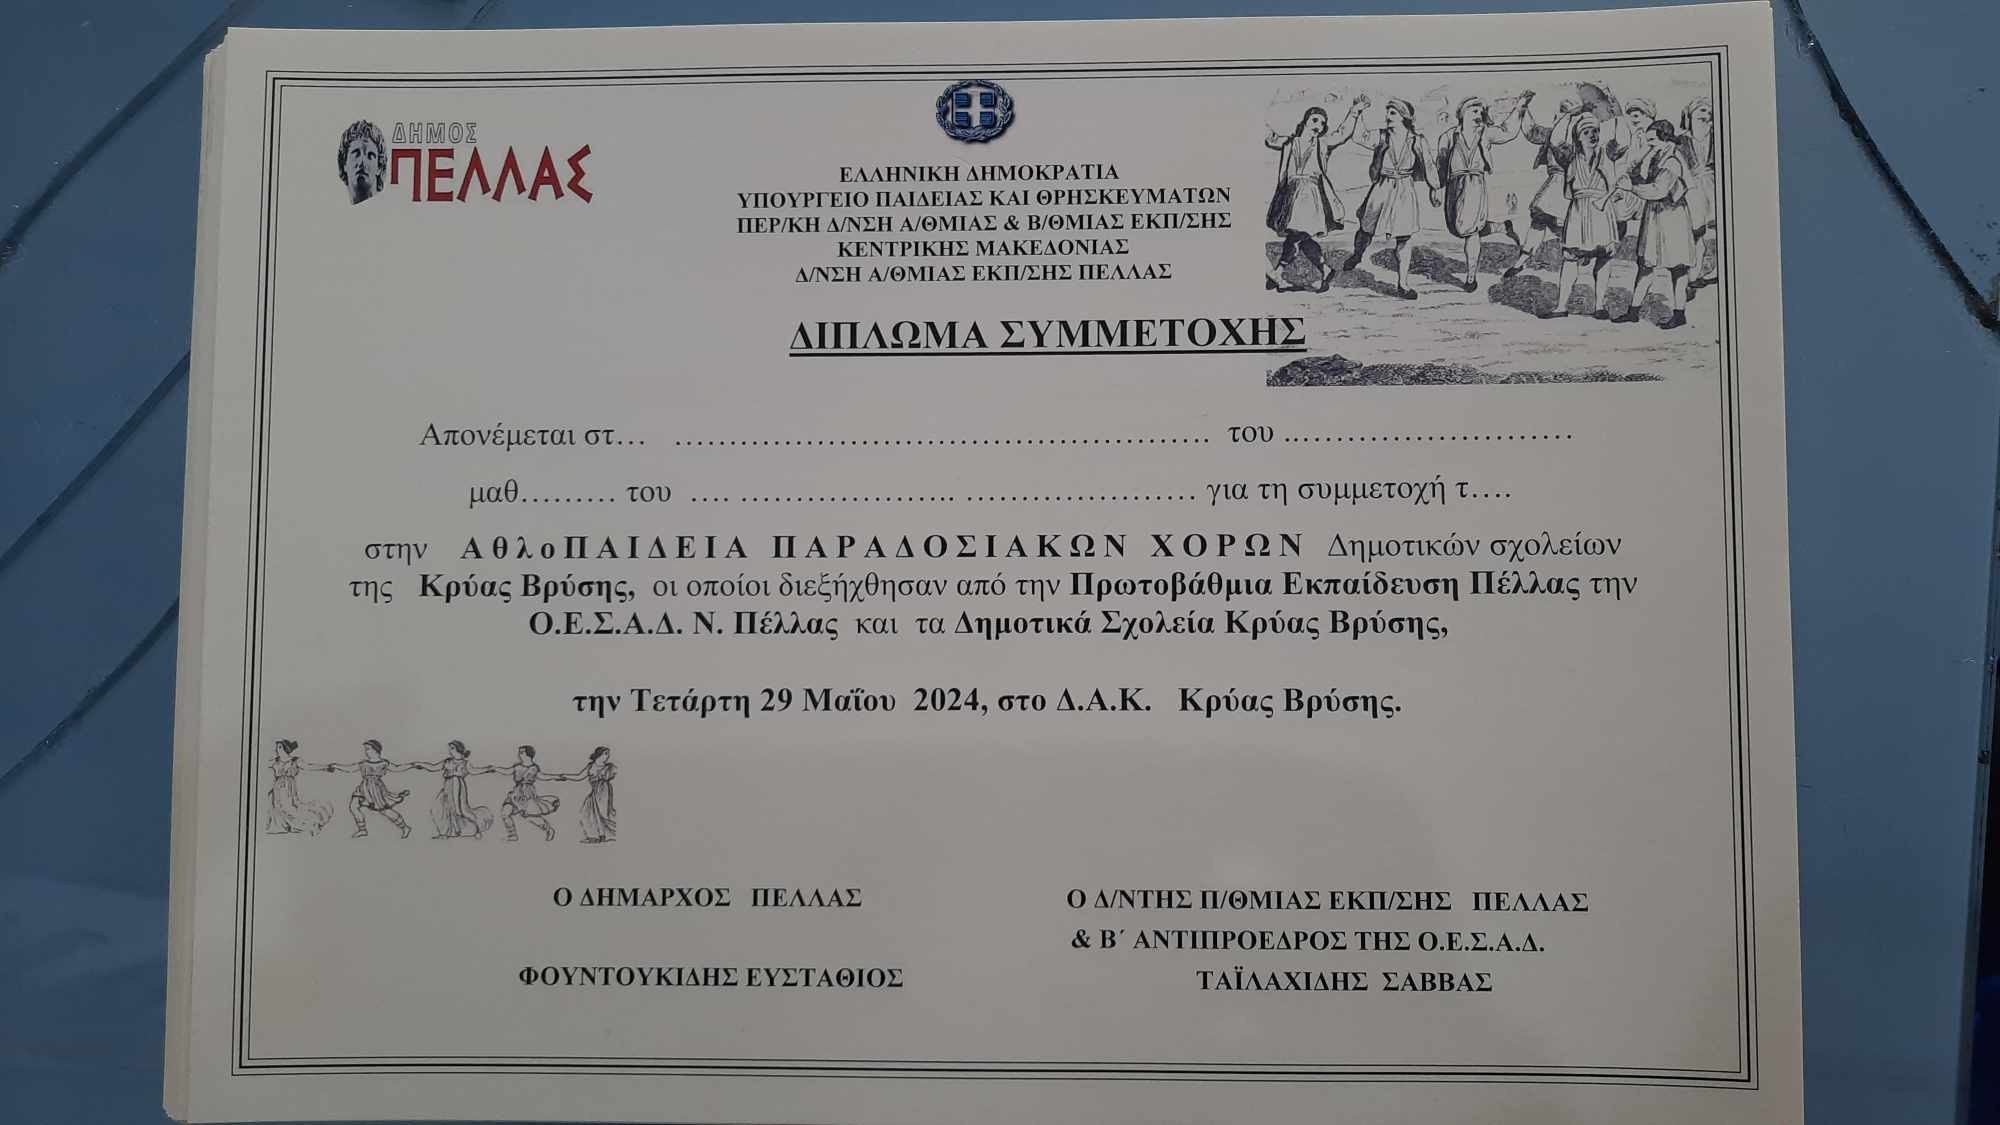 ΔΗΜΟΣ
ΠΕΛΛΑΣ
ΕΛΛΗΝΙΚΗ ΔΗΜΟΚΡΑΤΙΑ
ΥΠΟΥΡΓΕΙΟ ΠΑΙΔΕΙΑΣ ΚΑΙ ΘΡΗΣΚΕΥΜΑΤΩΝ
ΠΕΡ/ΚΗ Δ/ΝΣΗ Α/ΘΜΙΑΣ & Β/ΘΜΙΑΣ ΕΚΠ/ΣΗΣ
ΚΕΝΤΡΙΚΗΣ ΜΑΚΕΔΟΝΙΑΣ
Δ/ΝΣΗ Α/ΘΜΙΑΣ ΕΚΠ/ΣΗΣ ΠΕΛΛΑΣ
ΔΙΠΛΩΜΑ ΣΥΜΜΕΤΟΧΗΣ
Απονέμεται στ… …………………………………………………. του ..………………………
μαθ……… του …. ………………….. …………………… για τη συμμετοχή τ….
στην ΑθλοΠΑΙΔΕΙΑ ΠΑΡΑΔΟΣΙΑΚΩΝ ΧΟΡΩΝ Δημοτικών σχολείων
της Κρύας Βρύσης, οι οποίοι διεξήχθησαν από την Πρωτοβάθμια Εκπαίδευση Πέλλας την
Ο.Ε.Σ.Α.Δ. Ν. Πέλλας και τα Δημοτικά Σχολεία Κρύας Βρύσης,
την Τετάρτη 29 Μαΐου 2024, στο Δ.Α.Κ. Κρύας Βρύσης.
Ο ΔΗΜΑΡΧΟΣ ΠΕΛΛΑΣ
ΦΟΥΝΤΟΥΚΙΔΗΣ ΕΥΣΤΑΘΙΟΣ
Ο Δ/ΝΤΗΣ Π/ΘΜΙΑΣ ΕΚΠ/ΣΗΣ ΠΕΛΛΑΣ
& Β΄ ΑΝΤΙΠΡΟΕΔΡΟΣ ΤΗΣ Ο.Ε.Σ.Α.Δ.
ΤΑΪΛΑΧΙΔΗΣ ΣΑΒΒΑΣ